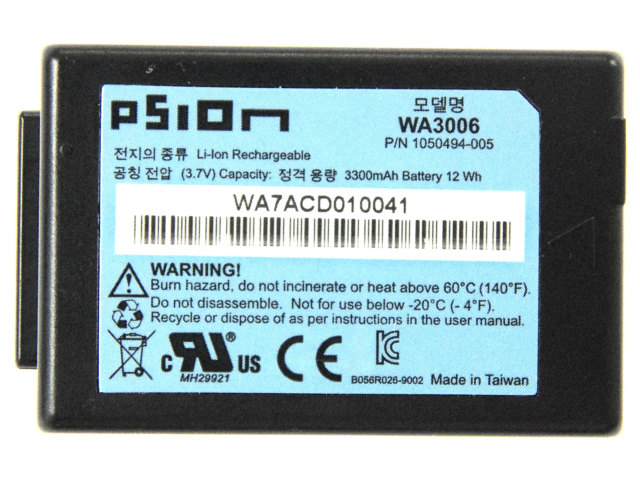 PSION
모델명
WA3006
P/N 1050494-005
전지의 종류 Li-Ion Rechargeable
공칭 전압 (3.7V) Capacity: 정격 용량 3300mAh Battery 12 Wh
WA7ACD010041
WARNING!
Burn hazard, do not incinerate or heat above 60°C (140°F).
Do not disassemble. Not for use below -20°C (- 4°F).
Recycle or dispose of as per instructions in the user manual.
c RU US
MH29921
CE
KC
B056R026-9002 Made in Taiwan